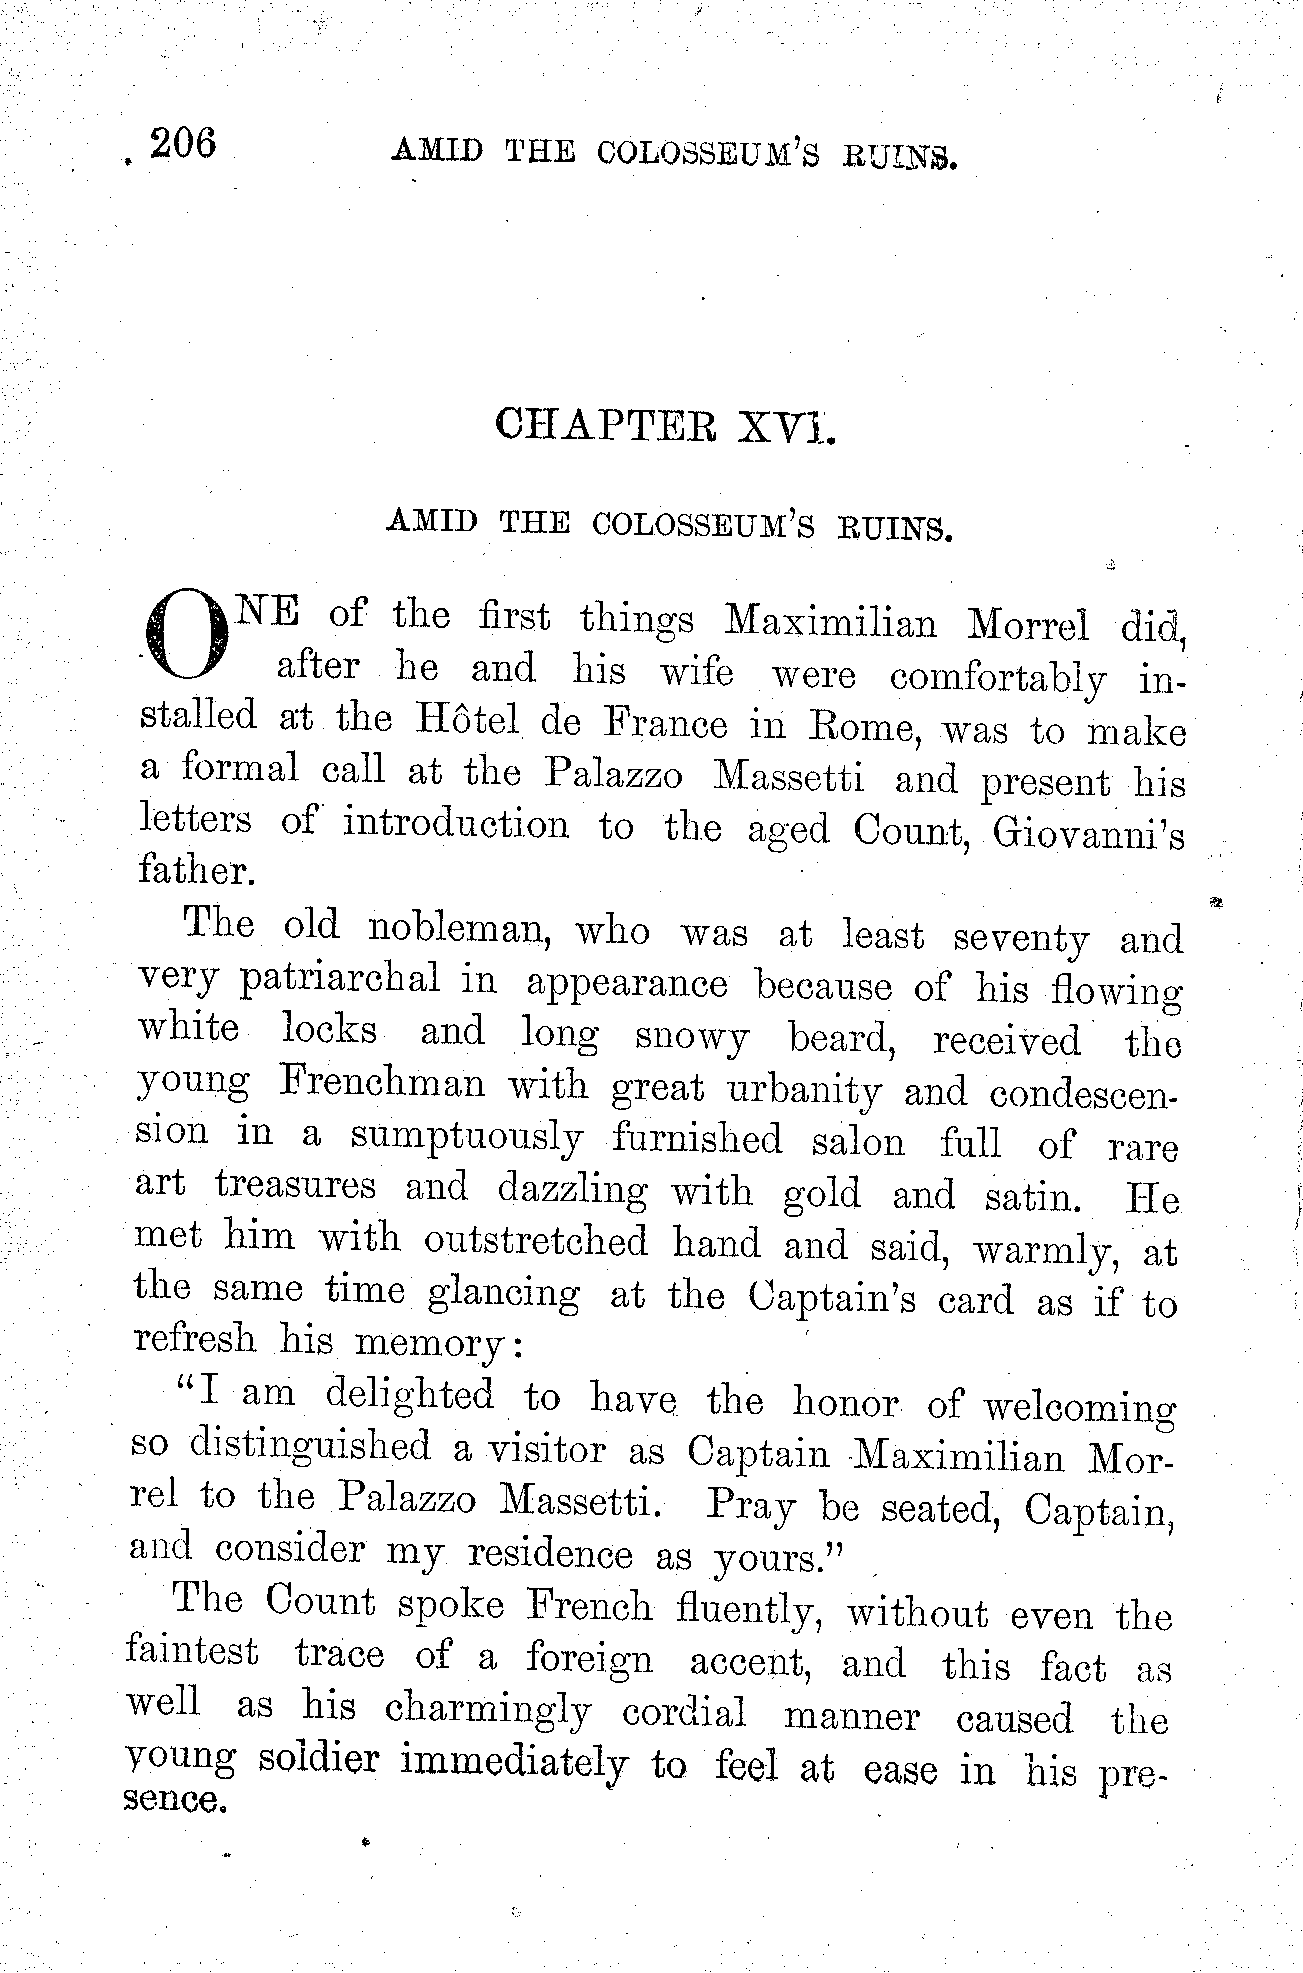 206 AMID THE COLOSSEUM'S RUINS.
CHAPTER XVI.
AMID THE COLOSSEUM'S RUINS.
ONE of the first things Maximilian Morrel did,
after he and his wife were comfortably in-
stalled at the Hôtel de France in Rome, was to make
a formal call at the Palazzo Massetti and present his
letters of introduction to the aged Count, Giovanni's
father.
The old nobleman, who was at least seventy and
very patriarchal in appearance because of his flowing
white locks and long snowy beard, received the
young Frenchman with great urbanity and condescen-
sion in a sumptuously furnished salon full of rare
art treasures and dazzling with gold and satin. He
met him with outstretched hand and said, warmly, at
the same time glancing at the Captain's card as if to
refresh his memory:
"I am delighted to have the honor of welcoming
so distinguished a visitor as Captain Maximilian Mor-
rel to the Palazzo Massetti. Pray be seated, Captain,
and consider my residence as yours."
The Count spoke French fluently, without even the
faintest trace of a foreign accent, and this fact as
well as his charmingly cordial manner caused the
young soldier immediately to feel at ease in his pre-
sence.